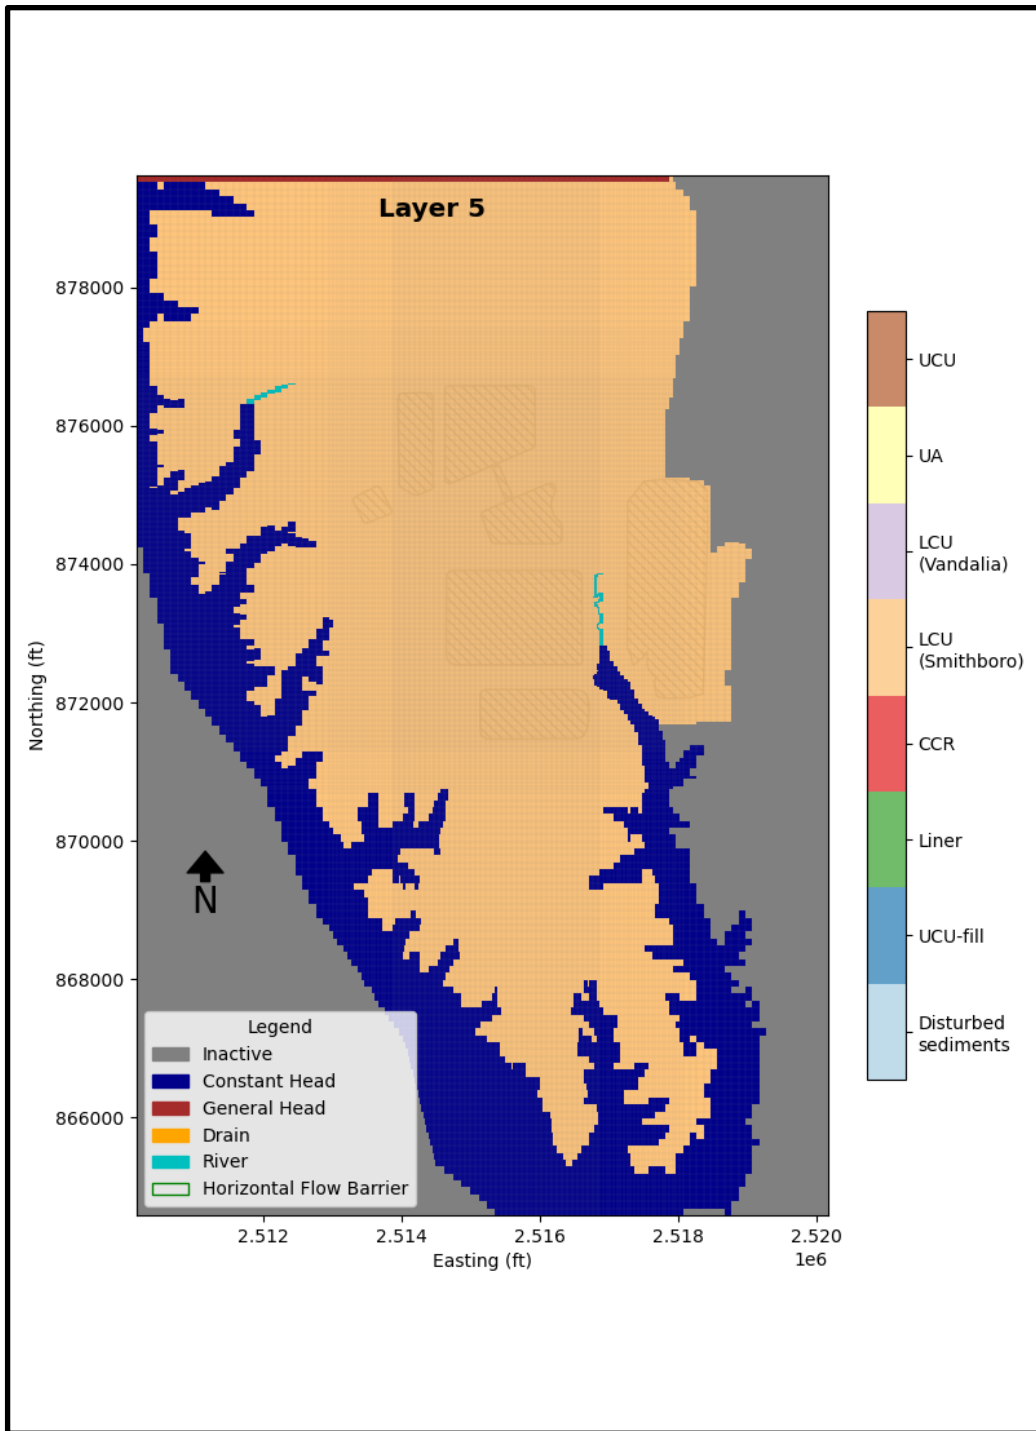 Layer 5
878000
876000
874000
872000
870000
868000
866000
Northing (ft)
N
Legend
Inactive
Constant Head
General Head
Drain
River
Horizontal Flow Barrier
2.512
2.514
2.516
2.518
2.520
1e6
Easting (ft)
UCU
UA
LCU
(Vandalia)
LCU
(Smithboro)
CCR
Liner
UCU-fill
Disturbed
sediments